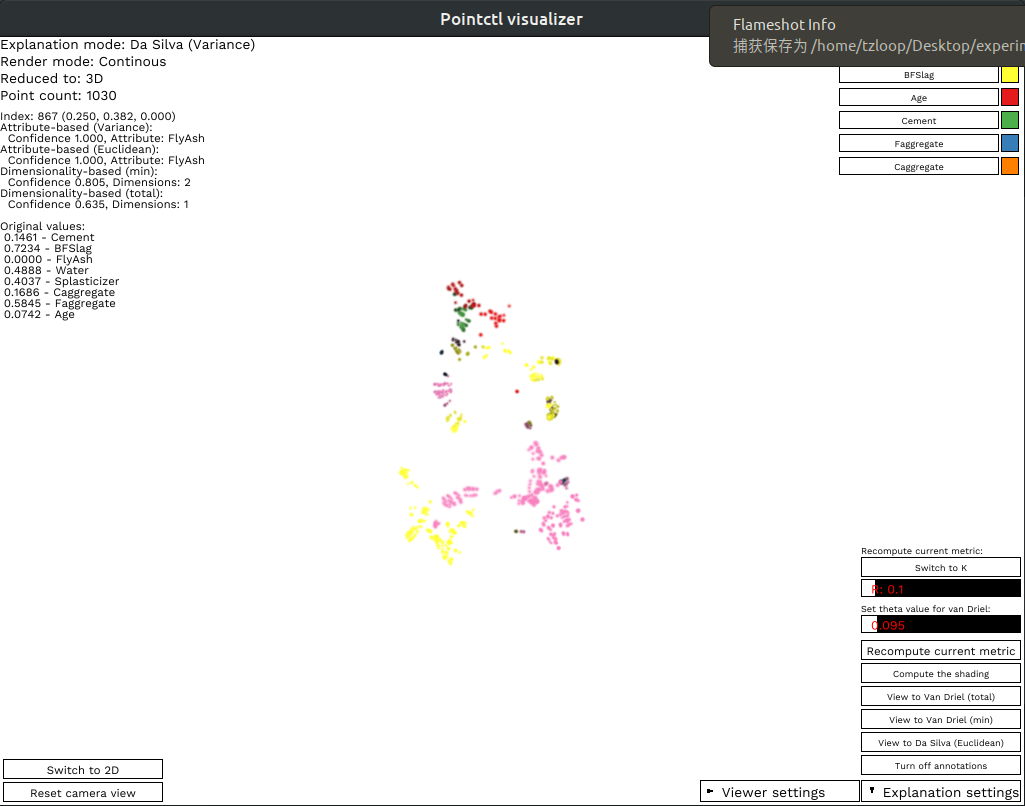 Pointctl visualizer
Flameshot Info
捕获保存为 /home/tzloop/Desktop/experim
Explanation mode: Da Silva (Variance)
Render mode: Continous
Reduced to: 3D
Point count: 1030
Index: 867 (0.250, 0.382, 0.000)
Attribute-based (Variance):
Confidence 1.000, Attribute: FlyAsh
Attribute-based (Euclidean):
Confidence 1.000, Attribute: FlyAsh
Dimensionality-based (min):
Confidence 0.805, Dimensions: 2
Dimensionality-based (total):
Confidence 0.635, Dimensions: 1
Original values:
0.1461 - Cement
0.7234 - BFSlag
0.0000 - FlyAsh
0.4888 - Water
0.4037 - Splasticizer
0.1686 - Caggregate
0.5845 - Faggregate
0.0742 - Age
BFSlag
Age
Cement
Faggregate
Caggregate
Recompute current metric:
Switch to K
R: 0.1
Set theta value for van Driel:
0.095
Recompute current metric
Compute the shading
View to Van Driel (total)
View to Van Driel (min)
View to Da Silva (Euclidean)
Turn off annotations
Switch to 2D
Reset camera view
Viewer settings
Explanation settings